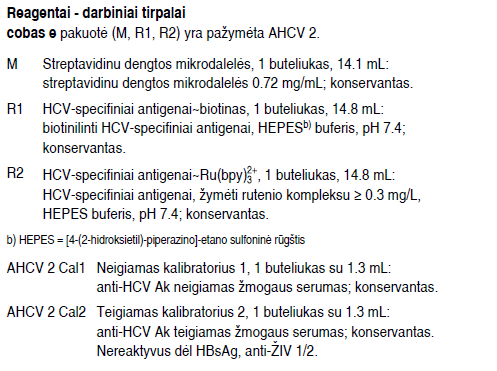 Reagentai - darbiniai tirpalai
cobas e pakuotė (M, R1, R2) yra pažymėta AHCV 2.
M Streptavidinu dengtos mikrodalelės, 1 buteliukas, 14.1 mL:
streptavidinu dengtos mikrodalelės 0.72 mg/mL; konservantas.
R1 HCV-specifiniai antigenai~biotinas, 1 buteliukas, 14.8 mL:
biotinilinti HCV-specifiniai antigenai, HEPESᵇ⁾ buferis, pH 7.4;
konservantas.
R2 HCV-specifiniai antigenai~Ru(bpy)₃²⁺, 1 buteliukas, 14.8 mL:
HCV-specifiniai antigenai, žymėti rutenio kompleksu ≥ 0.3 mg/L,
HEPES buferis, pH 7.4; konservantas.
b) HEPES = [4-(2-hidroksietil)-piperazino]-etano sulfoninė rūgštis
AHCV 2 Cal1 Neigiamas kalibratorius 1, 1 buteliukas su 1.3 mL:
anti-HCV Ak neigiamas žmogaus serumas; konservantas.
AHCV 2 Cal2 Teigiamas kalibratorius 2, 1 buteliukas su 1.3 mL:
anti-HCV Ak teigiamas žmogaus serumas; konservantas.
Nereaktyvus dėl HBsAg, anti-ŽIV 1/2.